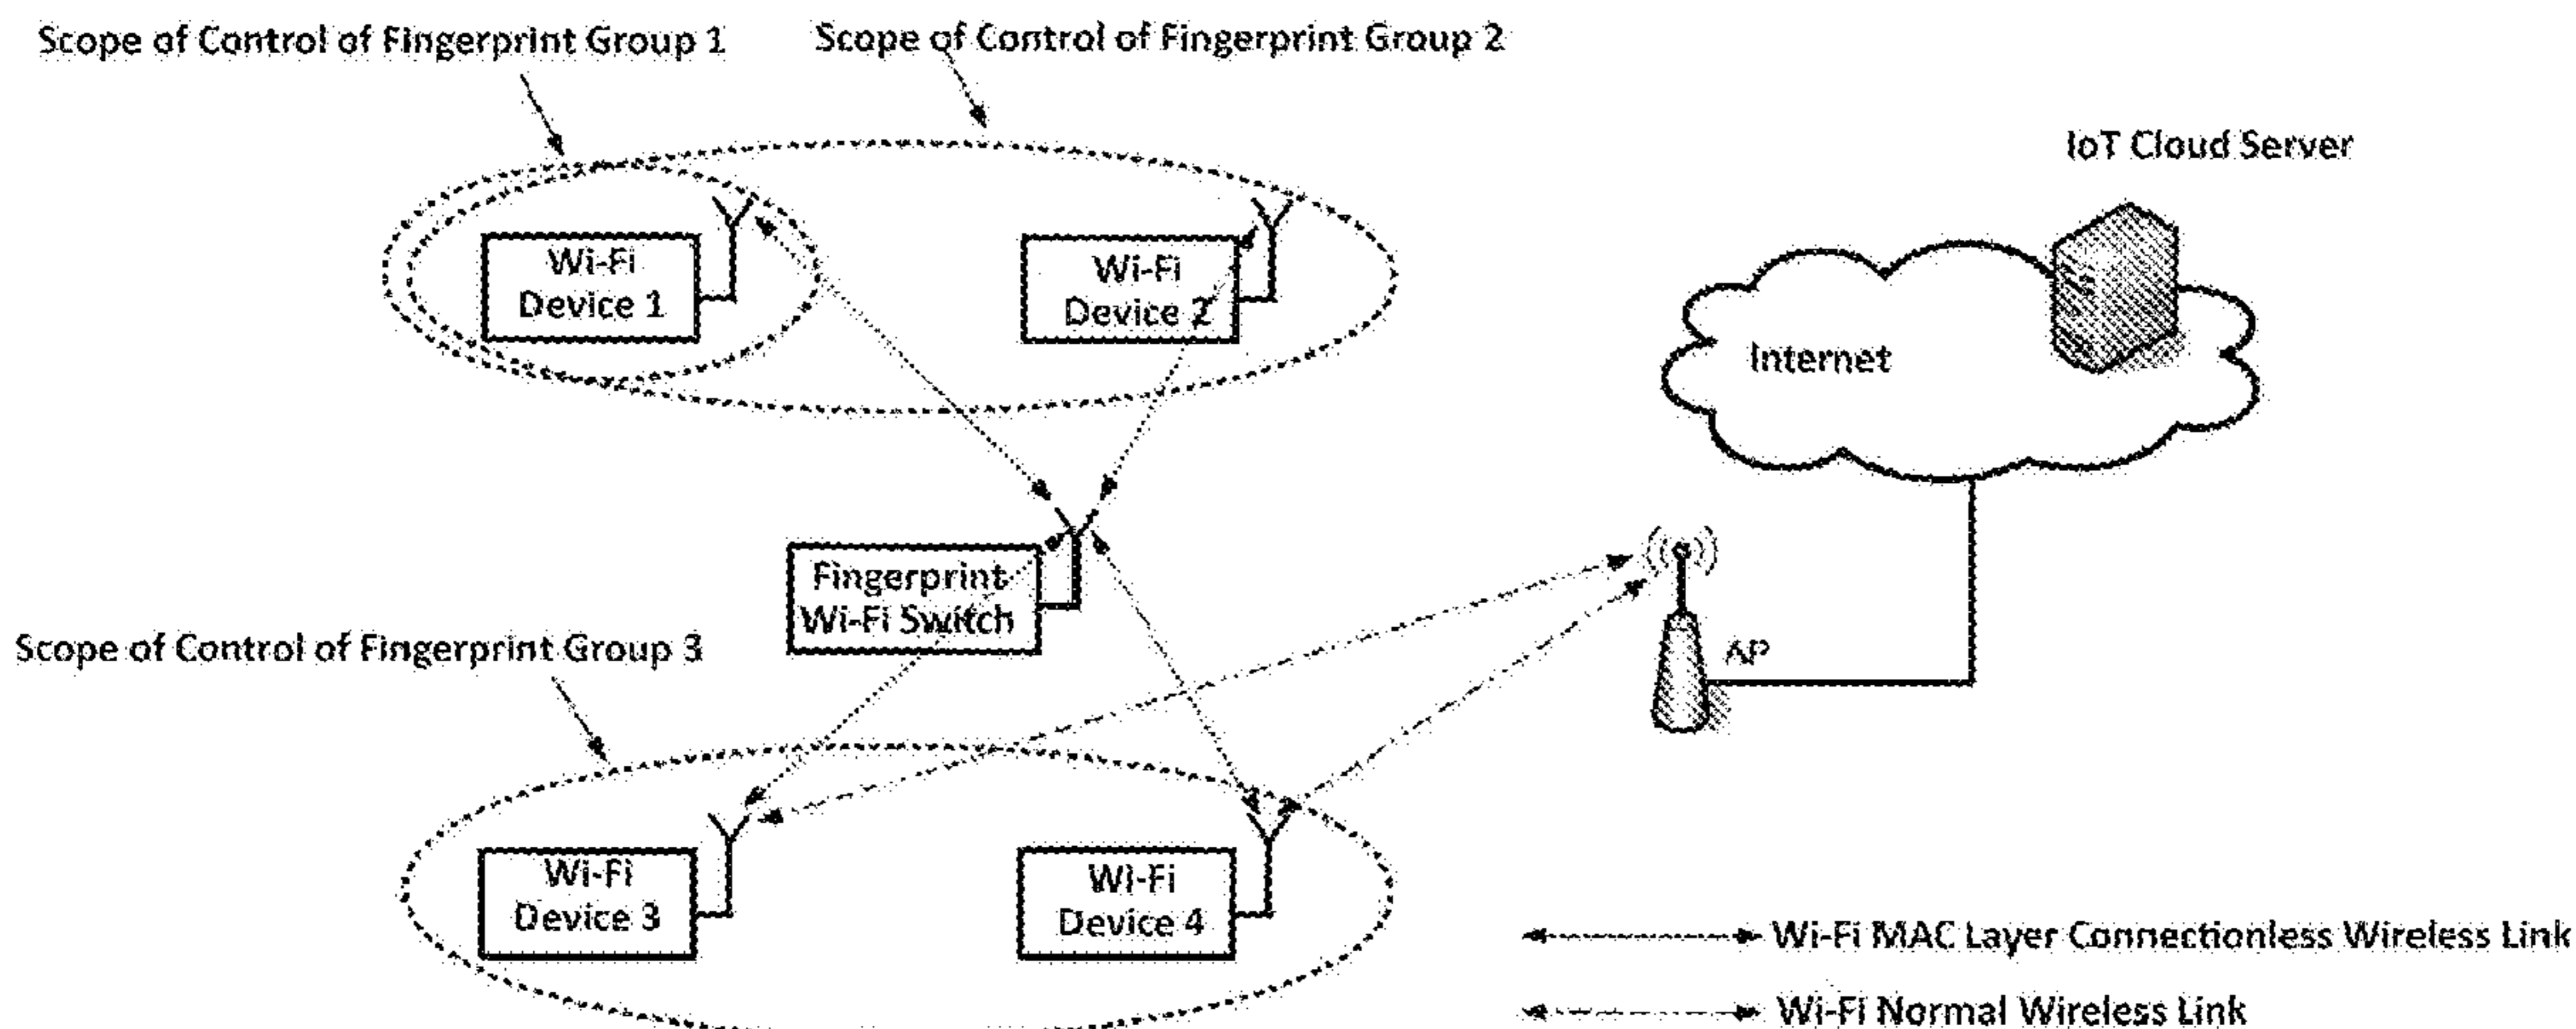 Scope of Control of Fingerprint Group 1
Scope of Control of Fingerprint Group 2
IoT Cloud Server
Wi-Fi
Device 1
Wi-Fi
Device 2
Internet
Fingerprint
Wi-Fi Switch
AP
Scope of Control of Fingerprint Group 3
Wi-Fi
Device 3
Wi-Fi
Device 4
Wi-Fi MAC Layer Connectionless Wireless Link
Wi-Fi Normal Wireless Link